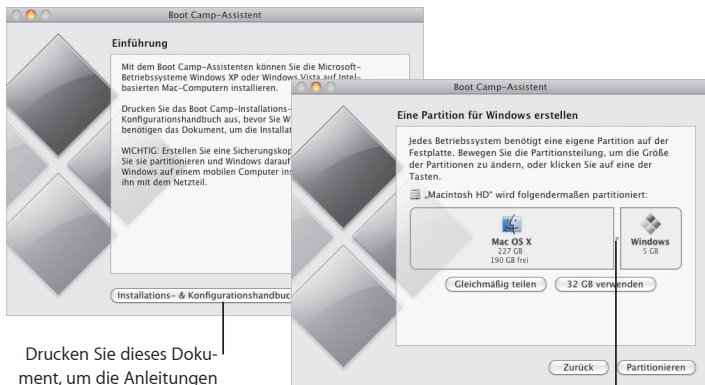 Boot Camp-Assistent
Einführung
Mit dem Boot Camp-Assistenten können Sie die Microsoft-
Betriebssysteme Windows XP oder Windows Vista auf Intel-
basierten Mac-Computern installieren.
Drucken Sie das Boot Camp-Installations-
Konfigurationshandbuch aus, bevor Sie W
benötigen das Dokument, um die Installat
WICHTIG: Erstellen Sie eine Sicherungskop
Sie sie partitionieren und Windows darauf
Windows auf einem mobilen Computer ins
ihn mit dem Netzteil.
Installations- & Konfigurationshandbuc
Drucken Sie dieses Doku-
ment, um die Anleitungen
Boot Camp-Assistent
Eine Partition für Windows erstellen
Jedes Betriebssystem benötigt eine eigene Partition auf der
Festplatte. Bewegen Sie die Partitionsteilung, um die Größe
der Partitionen zu ändern, oder klicken Sie auf eine der
Tasten.
„Macintosh HD" wird folgendermaßen partitioniert:
Mac OS X
227 GB
190 GB frei
Windows
5 GB
Gleichmäßig teilen
32 GB verwenden
Zurück
Partitionieren